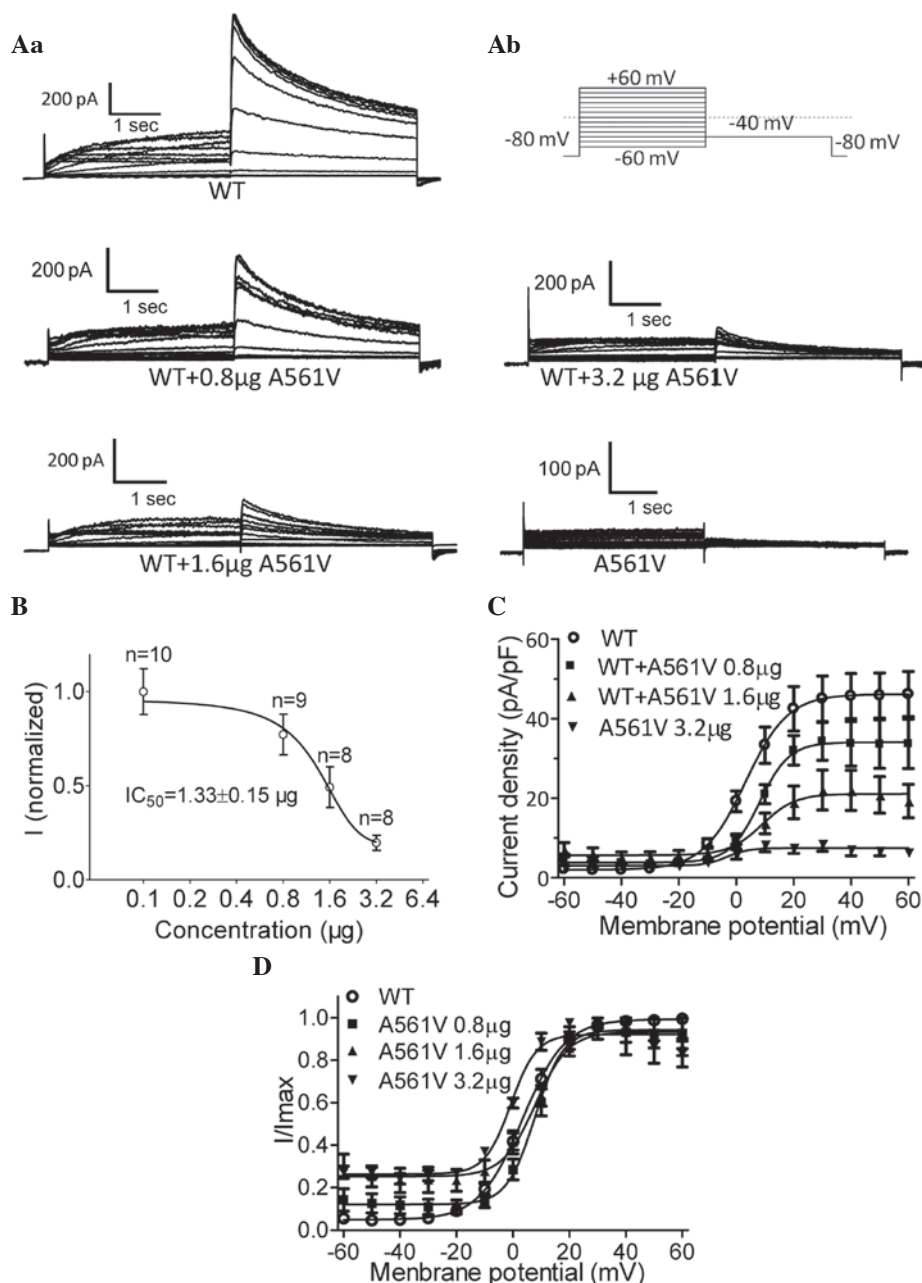 Aa
200 pA
1 sec
WT
Ab
+60 mV
-80 mV
-40 mV
-60 mV
-80 mV
200 pA
1 sec
WT+0.8µg A561V
200 pA
1 sec
WT+3.2 µg A561V
200 pA
1 sec
WT+1.6µg A561V
100 pA
1 sec
A561V
B
n=10
n=9
n=8
n=8
IC50=1.33±0.15 µg
I (normalized)
1.0
0.5
0.0
0.1 0.2 0.4 0.8 1.6 3.2 6.4
Concentration (µg)
C
WT
WT+A561V 0.8µg
WT+A561V 1.6µg
A561V 3.2µg
Current density (pA/pF)
60
40
20
0
-60 -40 -20 0 20 40 60
Membrane potential (mV)
D
WT
A561V 0.8µg
A561V 1.6µg
A561V 3.2µg
I/Imax
1.0
0.8
0.6
0.4
0.2
0.0
-60 -40 -20 0 20 40 60
Menbrane potential (mV)